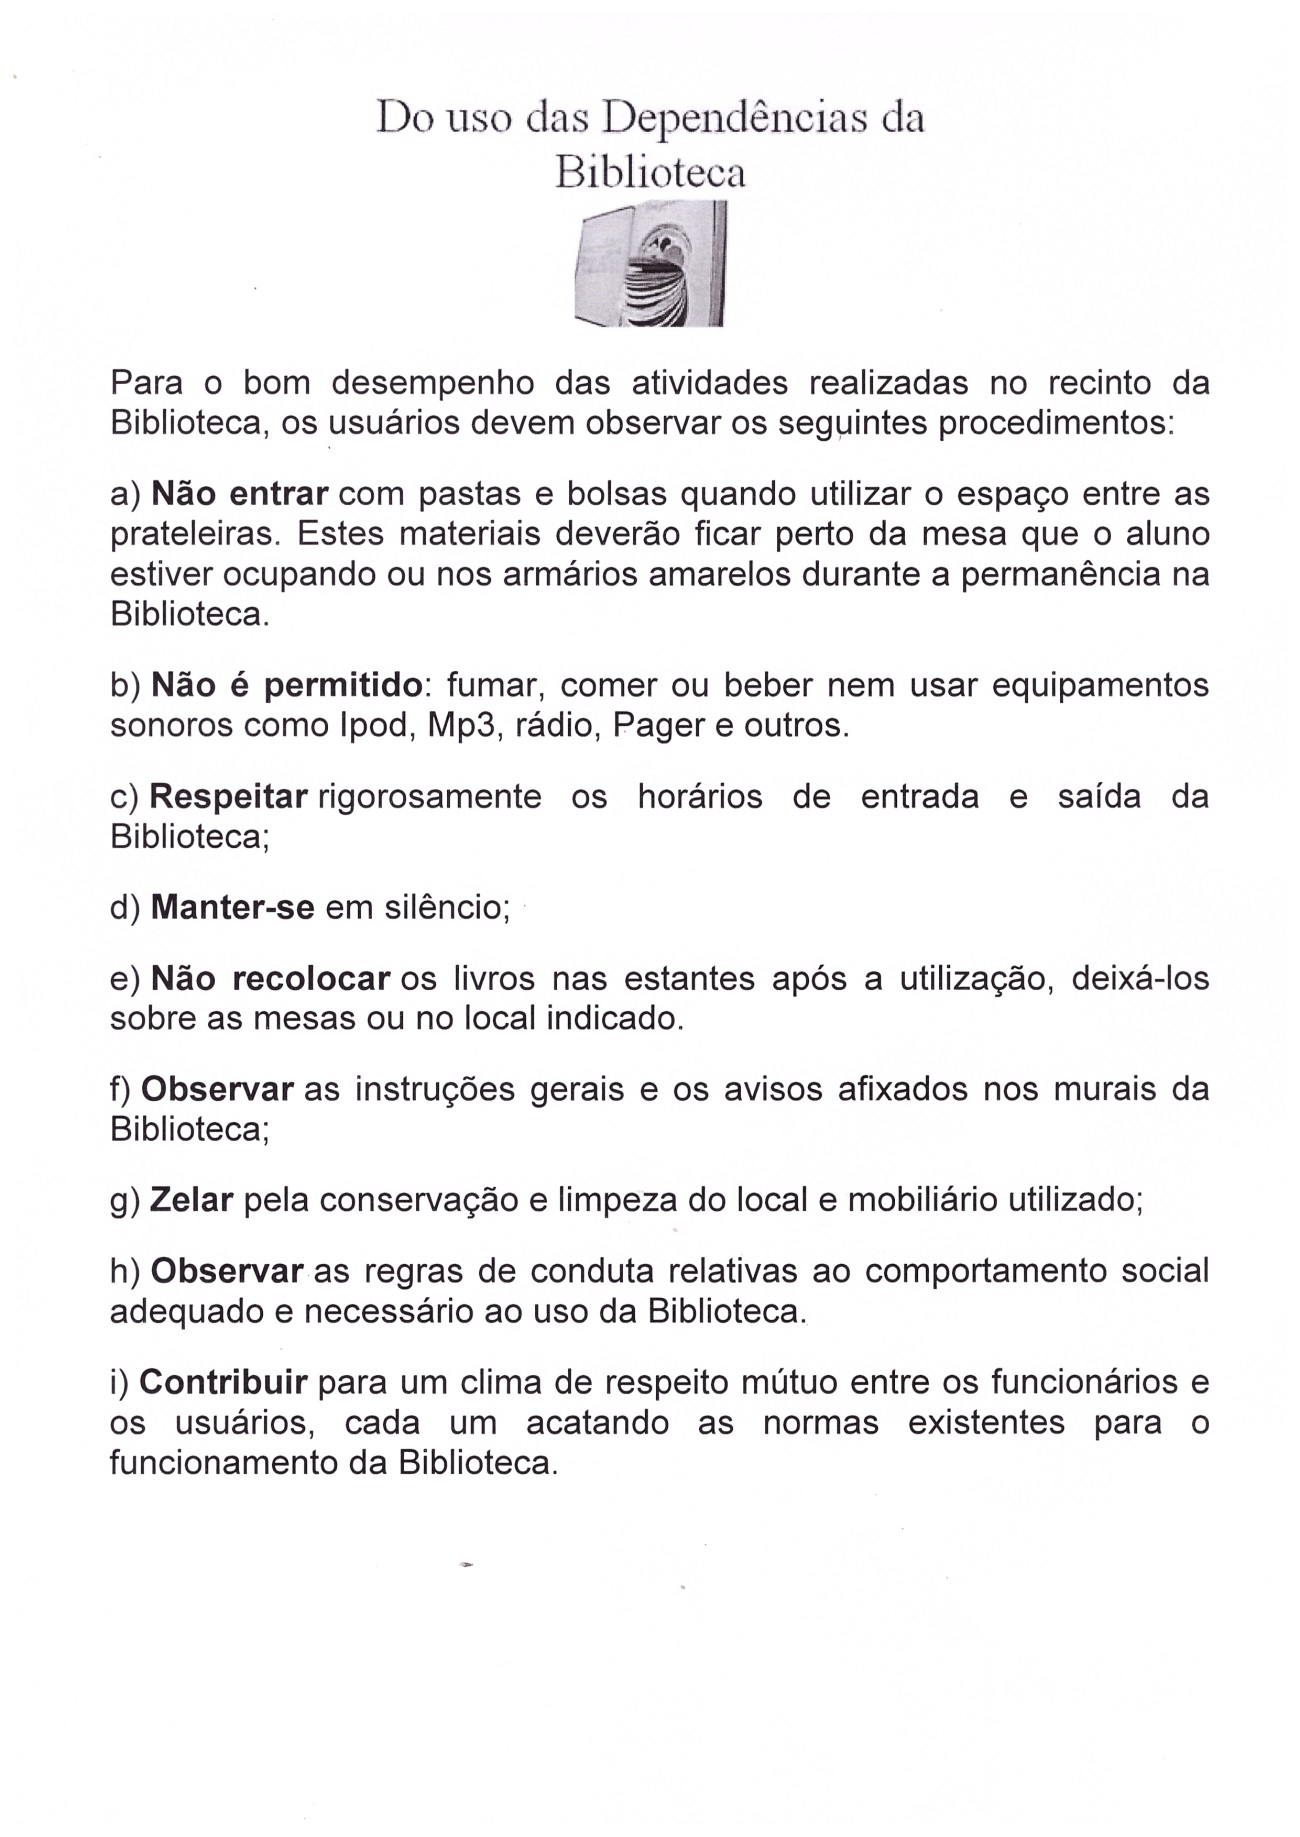 Do uso das Dependências da
Biblioteca
Para o bom desempenho das atividades realizadas no recinto da
Biblioteca, os usuários devem observar os seguintes procedimentos:
a) Não entrar com pastas e bolsas quando utilizar o espaço entre as
prateleiras. Estes materiais deverão ficar perto da mesa que o aluno
estiver ocupando ou nos armários amarelos durante a permanência na
Biblioteca.
b) Não é permitido: fumar, comer ou beber nem usar equipamentos
sonoros como Ipod, Mp3, rádio, Pager e outros.
c) Respeitar rigorosamente os horários de entrada e saída da
Biblioteca;
d) Manter-se em silêncio;
e) Não recolocar os livros nas estantes após a utilização, deixá-los
sobre as mesas ou no local indicado.
f) Observar as instruções gerais e os avisos afixados nos murais da
Biblioteca;
g) Zelar pela conservação e limpeza do local e mobiliário utilizado;
h) Observar as regras de conduta relativas ao comportamento social
adequado e necessário ao uso da Biblioteca.
i) Contribuir para um clima de respeito mútuo entre os funcionários e
os usuários, cada um acatando as normas existentes para o
funcionamento da Biblioteca.